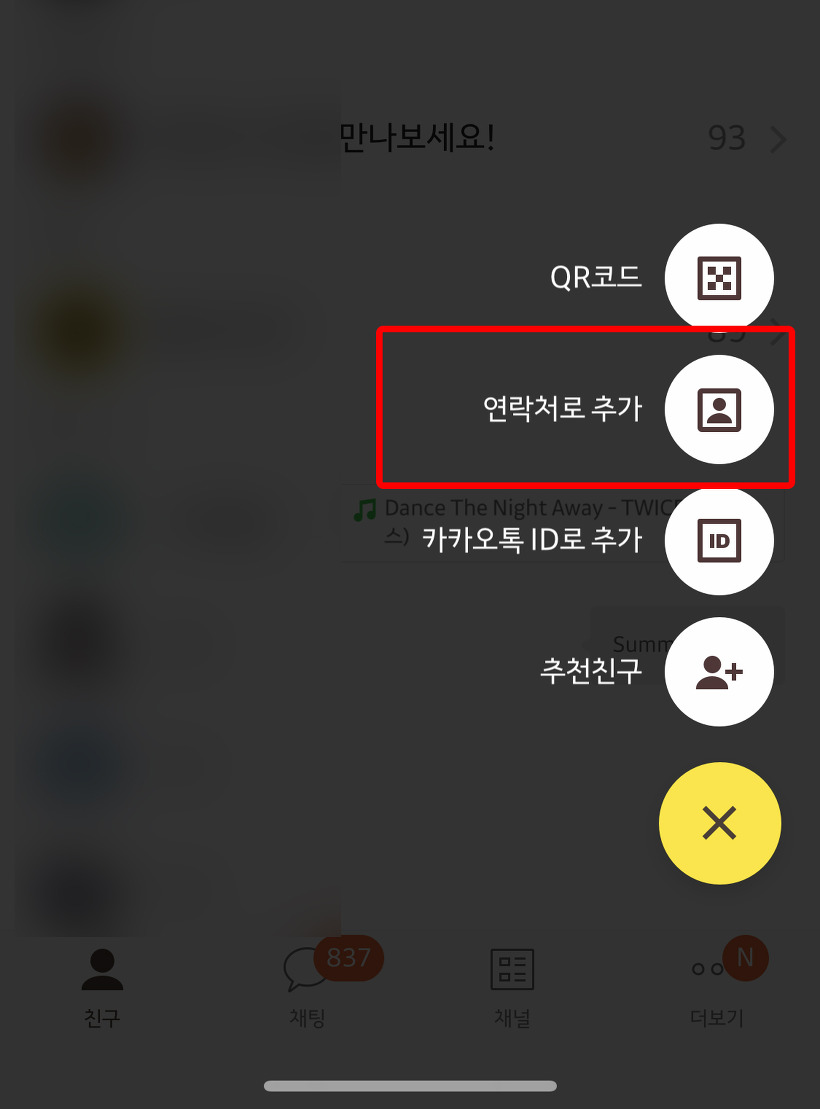 만나보세요!
93
QR코드
89
연락처로 추가
Dance The Night Away - TWIC
스)
카카오톡 ID로 추가
ID
Summ
추천친구
837
N
친구
채팅
채널
더보기